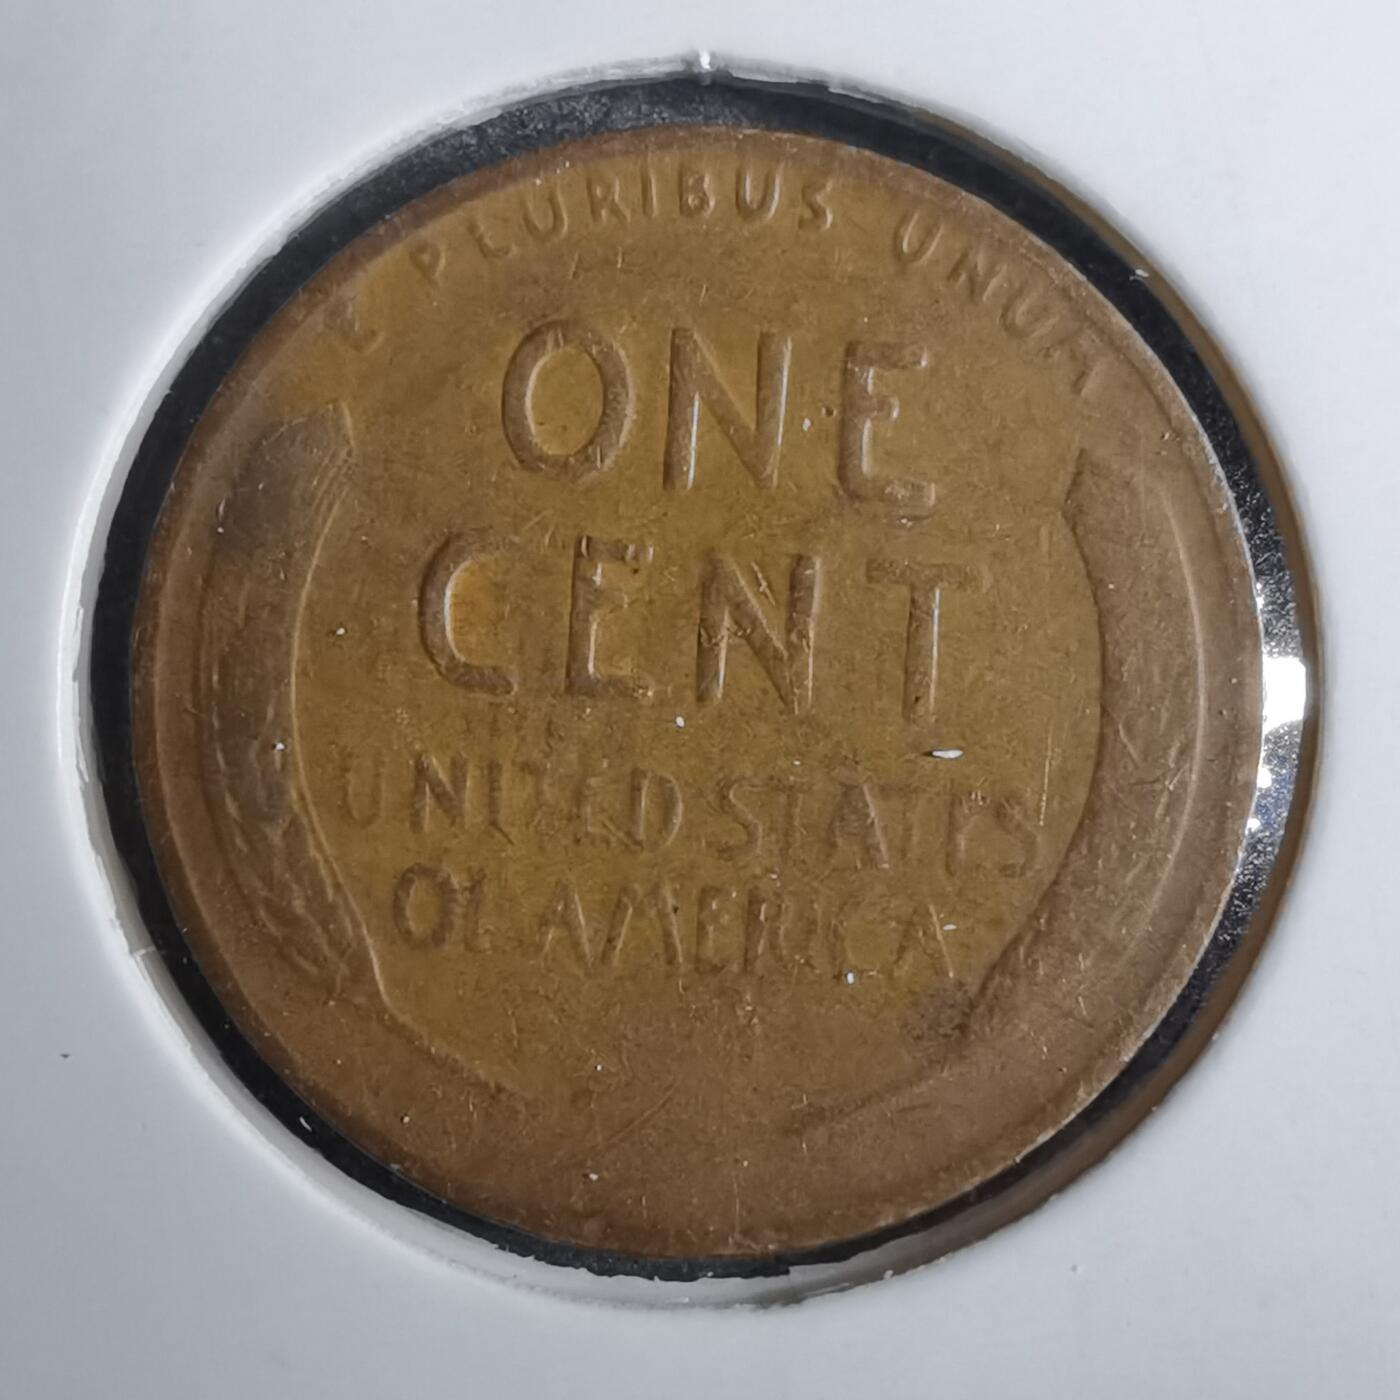 E PLURIBUS UNUM
ONE
CENT
UNITED STATES
OF AMERICA